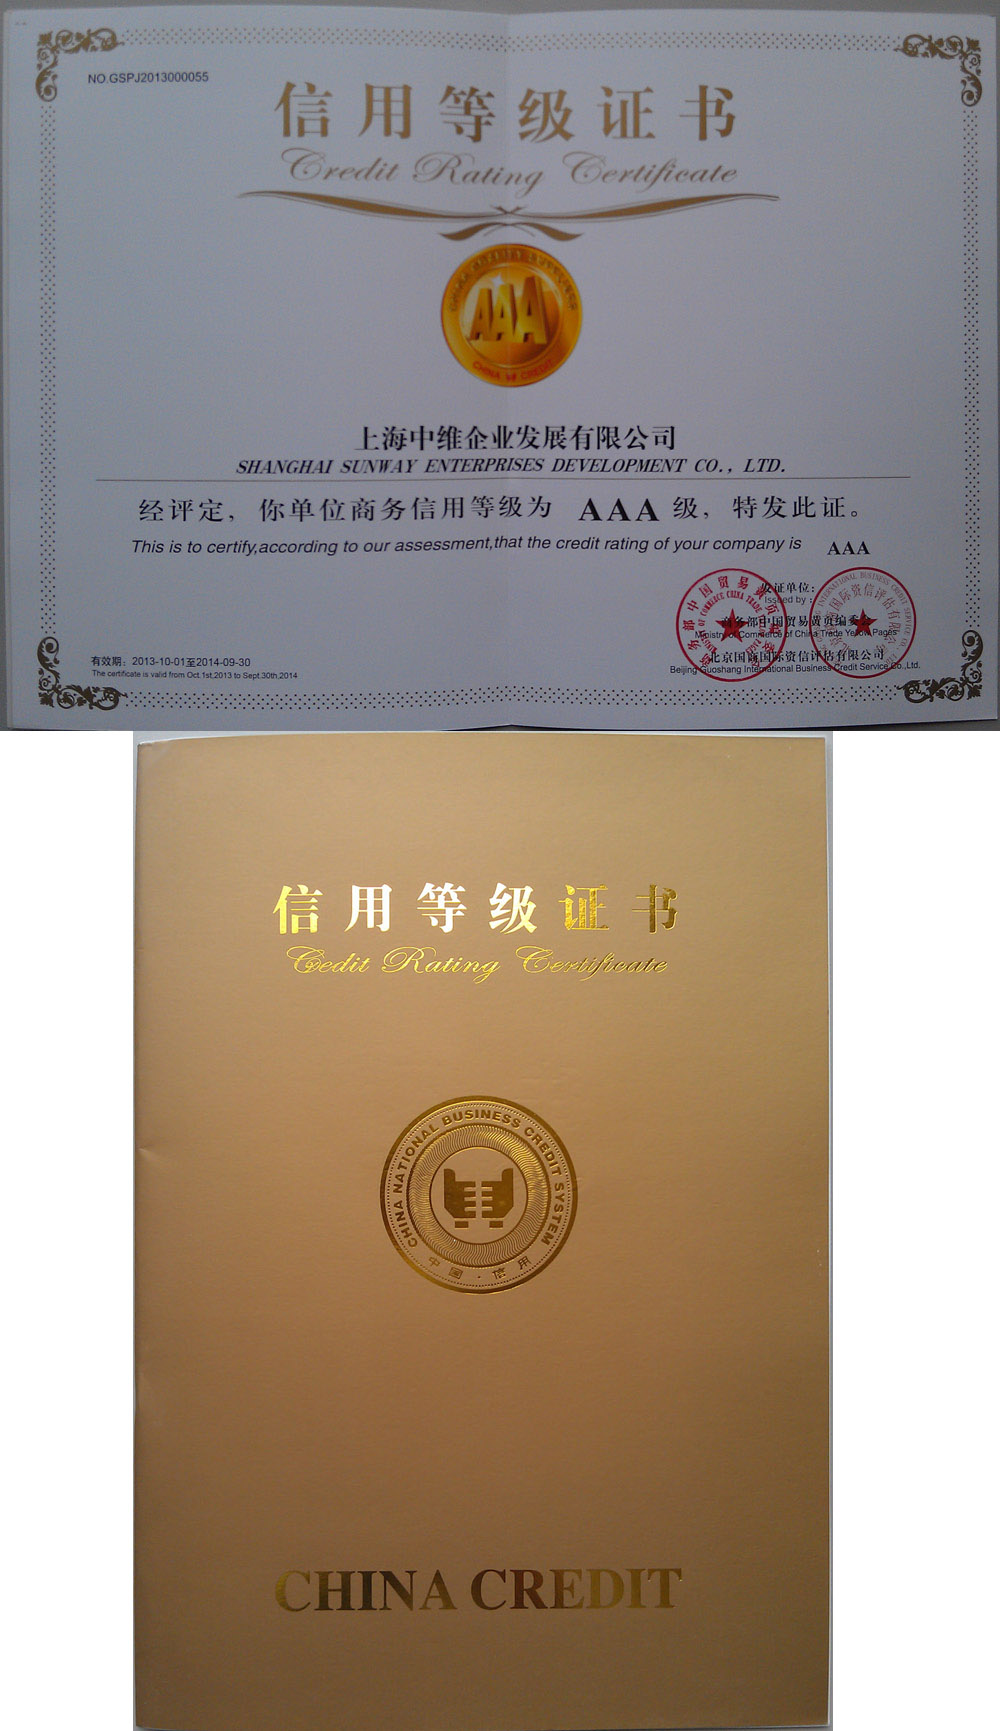 NO.GSPJ2013000055
信用等级证书
Credit Rating Certificate
AAA
CHINA CREDIT
上海中维企业发展有限公司
SHANGHAI SUNWAY ENTERPRISES DEVELOPMENT CO., LTD.
经评定，你单位商务信用等级为 AAA 级，特发此证。
This is to certify,according to our assessment,that the credit rating of your company is AAA
发证单位：
Issued by :
商务部中国贸易黄页编委会
Ministry of Commerce of China Trade Yellow Pages
北京国商国际资信评估有限公司
Beijing Guoshang International Business Credit Service Co.,Ltd.
有效期：2013-10-01至2014-09-30
The certificate is valid from Oct.1st,2013 to Sept.30th,2014
信用等级证书
Cedit Rating Certificate
CHINA NATIONAL BUSINESS CREDIT SYSTEM
中国·信用
CHINA CREDIT